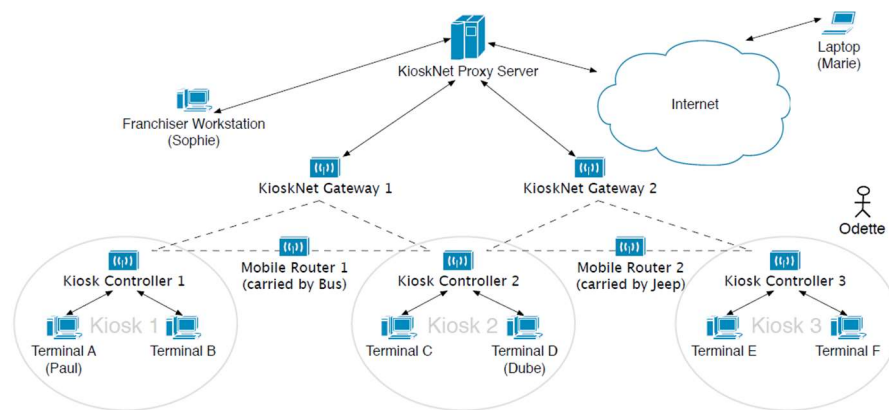 Laptop
(Marie)
KioskNet Proxy Server
Internet
Franchiser Workstation
(Sophie)
KioskNet Gateway 1
KioskNet Gateway 2
Odette
Kiosk Controller 1
Mobile Router 1
(carried by Bus)
Kiosk Controller 2
Mobile Router 2
(carried by Jeep)
Kiosk Controller 3
Kiosk 1
Kiosk 2
Kiosk 3
Terminal A
(Paul)
Terminal B
Terminal C
Terminal D
(Dube)
Terminal E
Terminal F